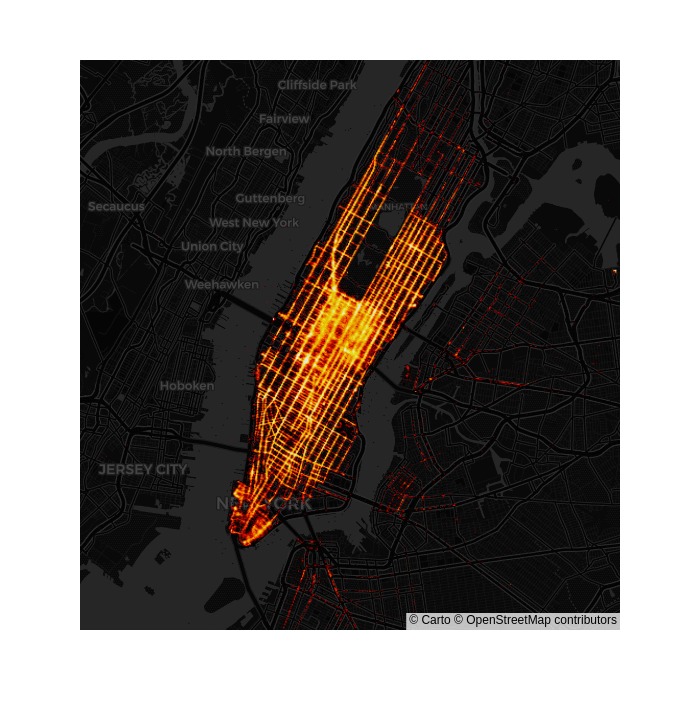 Cliffside Park
Fairview
North Bergen
Guttenberg
Secaucus
MANHATTAN
West New York
Union City
Weehawken
Hoboken
JERSEY CITY
NEW YORK
© Carto © OpenStreetMap contributors